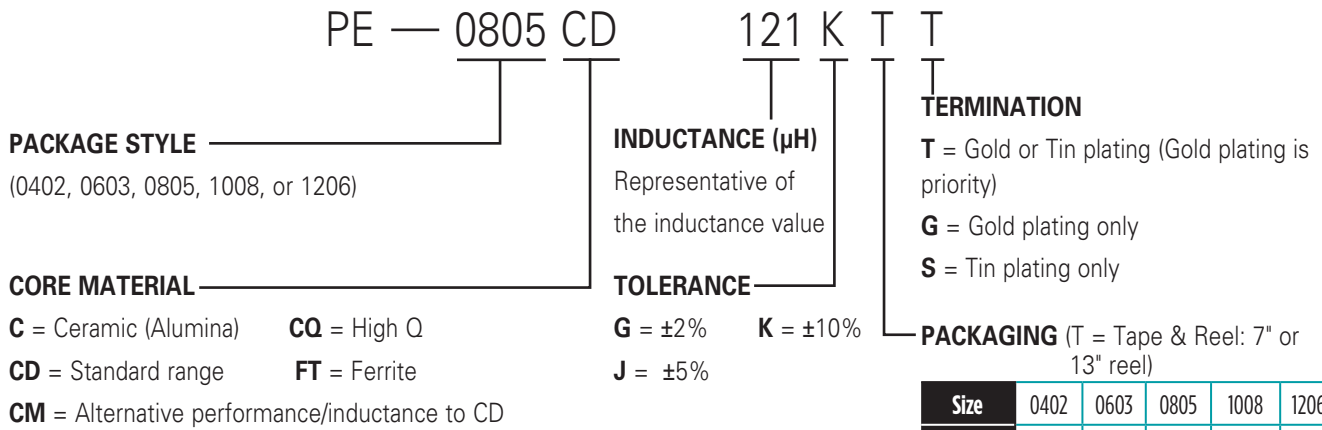 PE — 0805 CD 121 K T T
PACKAGE STYLE
(0402, 0603, 0805, 1008, or 1206)
CORE MATERIAL
C = Ceramic (Alumina) CQ = High Q
CD = Standard range FT = Ferrite
CM = Alternative performance/inductance to CD
INDUCTANCE (µH)
Representative of
the inductance value
TOLERANCE
G = ±2% K = ±10%
J = ±5%
TERMINATION
T = Gold or Tin plating (Gold plating is
priority)
G = Gold plating only
S = Tin plating only
PACKAGING (T = Tape & Reel: 7" or
13" reel)
Size 0402 0603 0805 1008 1206